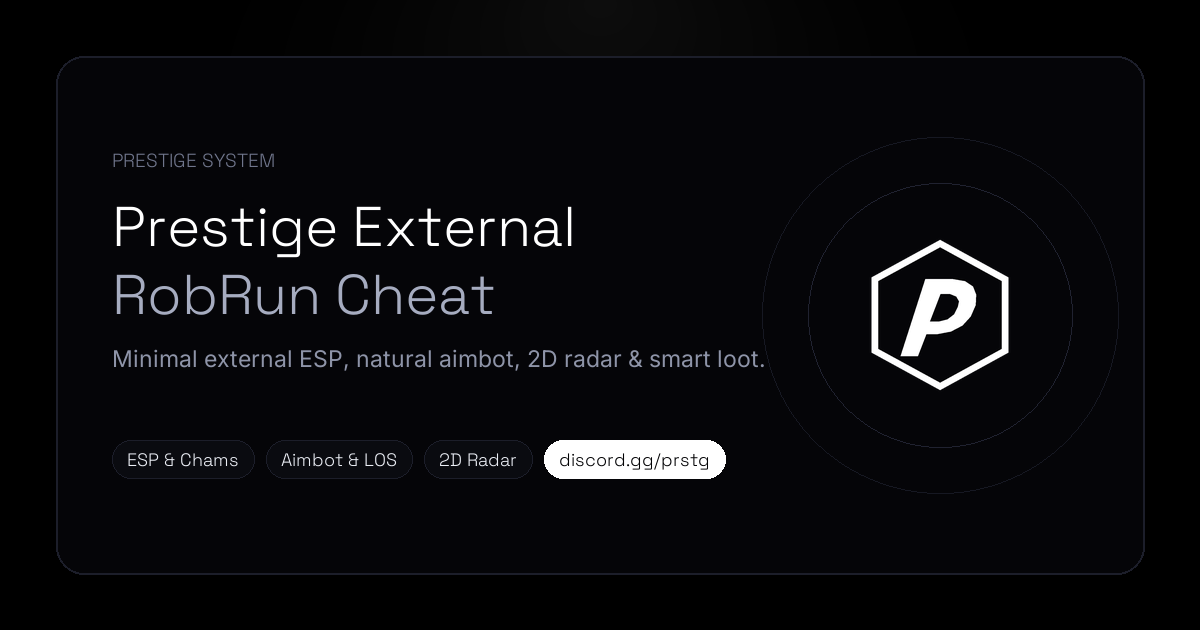 PRESTIGE SYSTEM
Prestige External
RobRun Cheat
Minimal external ESP, natural aimbot, 2D radar & smart loot.
ESP & Chams Aimbot & LOS 2D Radar discord.gg/prstg
P